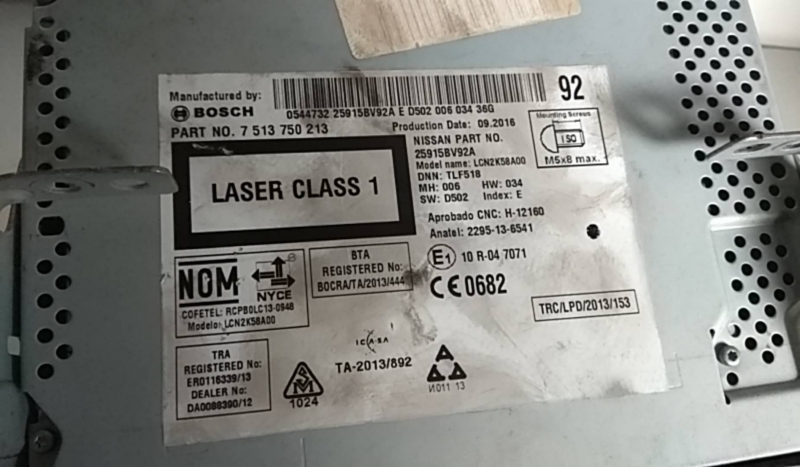 Manufactured by:
BOSCH
0544732 25915BV92A E D502 006 034 36G
92
PART NO. 7 513 750 213
Production Date: 09.2016
NISSAN PART NO.
25915BV92A
Model name: LCN2K58A00
DNN: TLF518
MH: 006 HW: 034
SW: D502 Index: E
Mounting Screws
ISO
M5x8 max.
LASER CLASS 1
Aprobado CNC: H-12160
Anatel: 2295-13-6541
E1 10 R-04 7071
CE0682
NOM
NYCE
COFETEL: RCPBOLC13-0948
Modelo: LCN2K58A00
BTA
REGISTERED No:
BOCRA/TA/2013/444
TRC/LPD/2013/153
TRA
REGISTERED No:
ER0116339/13
DEALER No:
DA0088390/12
1024
ICASA
TA-2013/892
И011 13